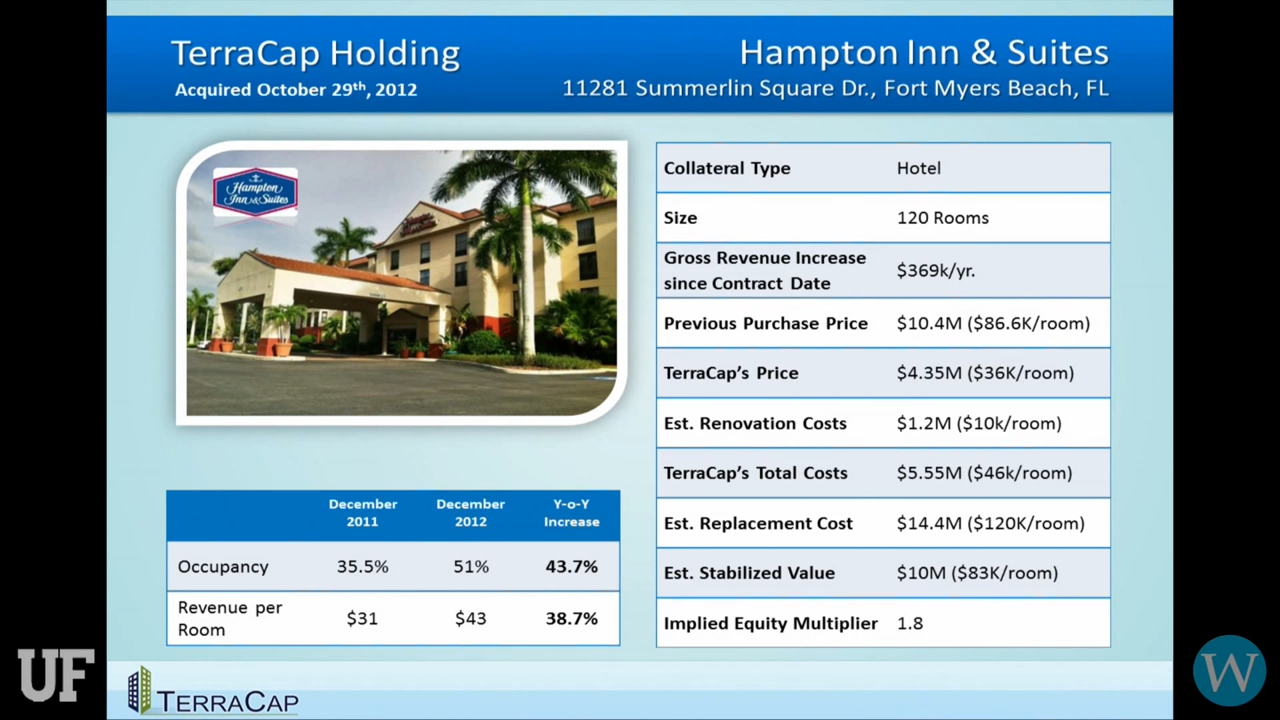 TerraCap Holding
Acquired October 29th, 2012
Hampton Inn & Suites
11281 Summerlin Square Dr., Fort Myers Beach, FL
Hampton
Inn & Suites
Collateral Type Hotel
Size 120 Rooms
Gross Revenue Increase
since Contract Date $369k/yr.
Previous Purchase Price $10.4M ($86.6K/room)
TerraCap's Price $4.35M ($36K/room)
Est. Renovation Costs $1.2M ($10k/room)
TerraCap's Total Costs $5.55M ($46k/room)
Est. Replacement Cost $14.4M ($120K/room)
Est. Stabilized Value $10M ($83K/room)
Implied Equity Multiplier 1.8
December
2011
December
2012
Y-o-Y
Increase
Occupancy 35.5% 51% 43.7%
Revenue per
Room $31 $43 38.7%
UF
TERRACAP
W